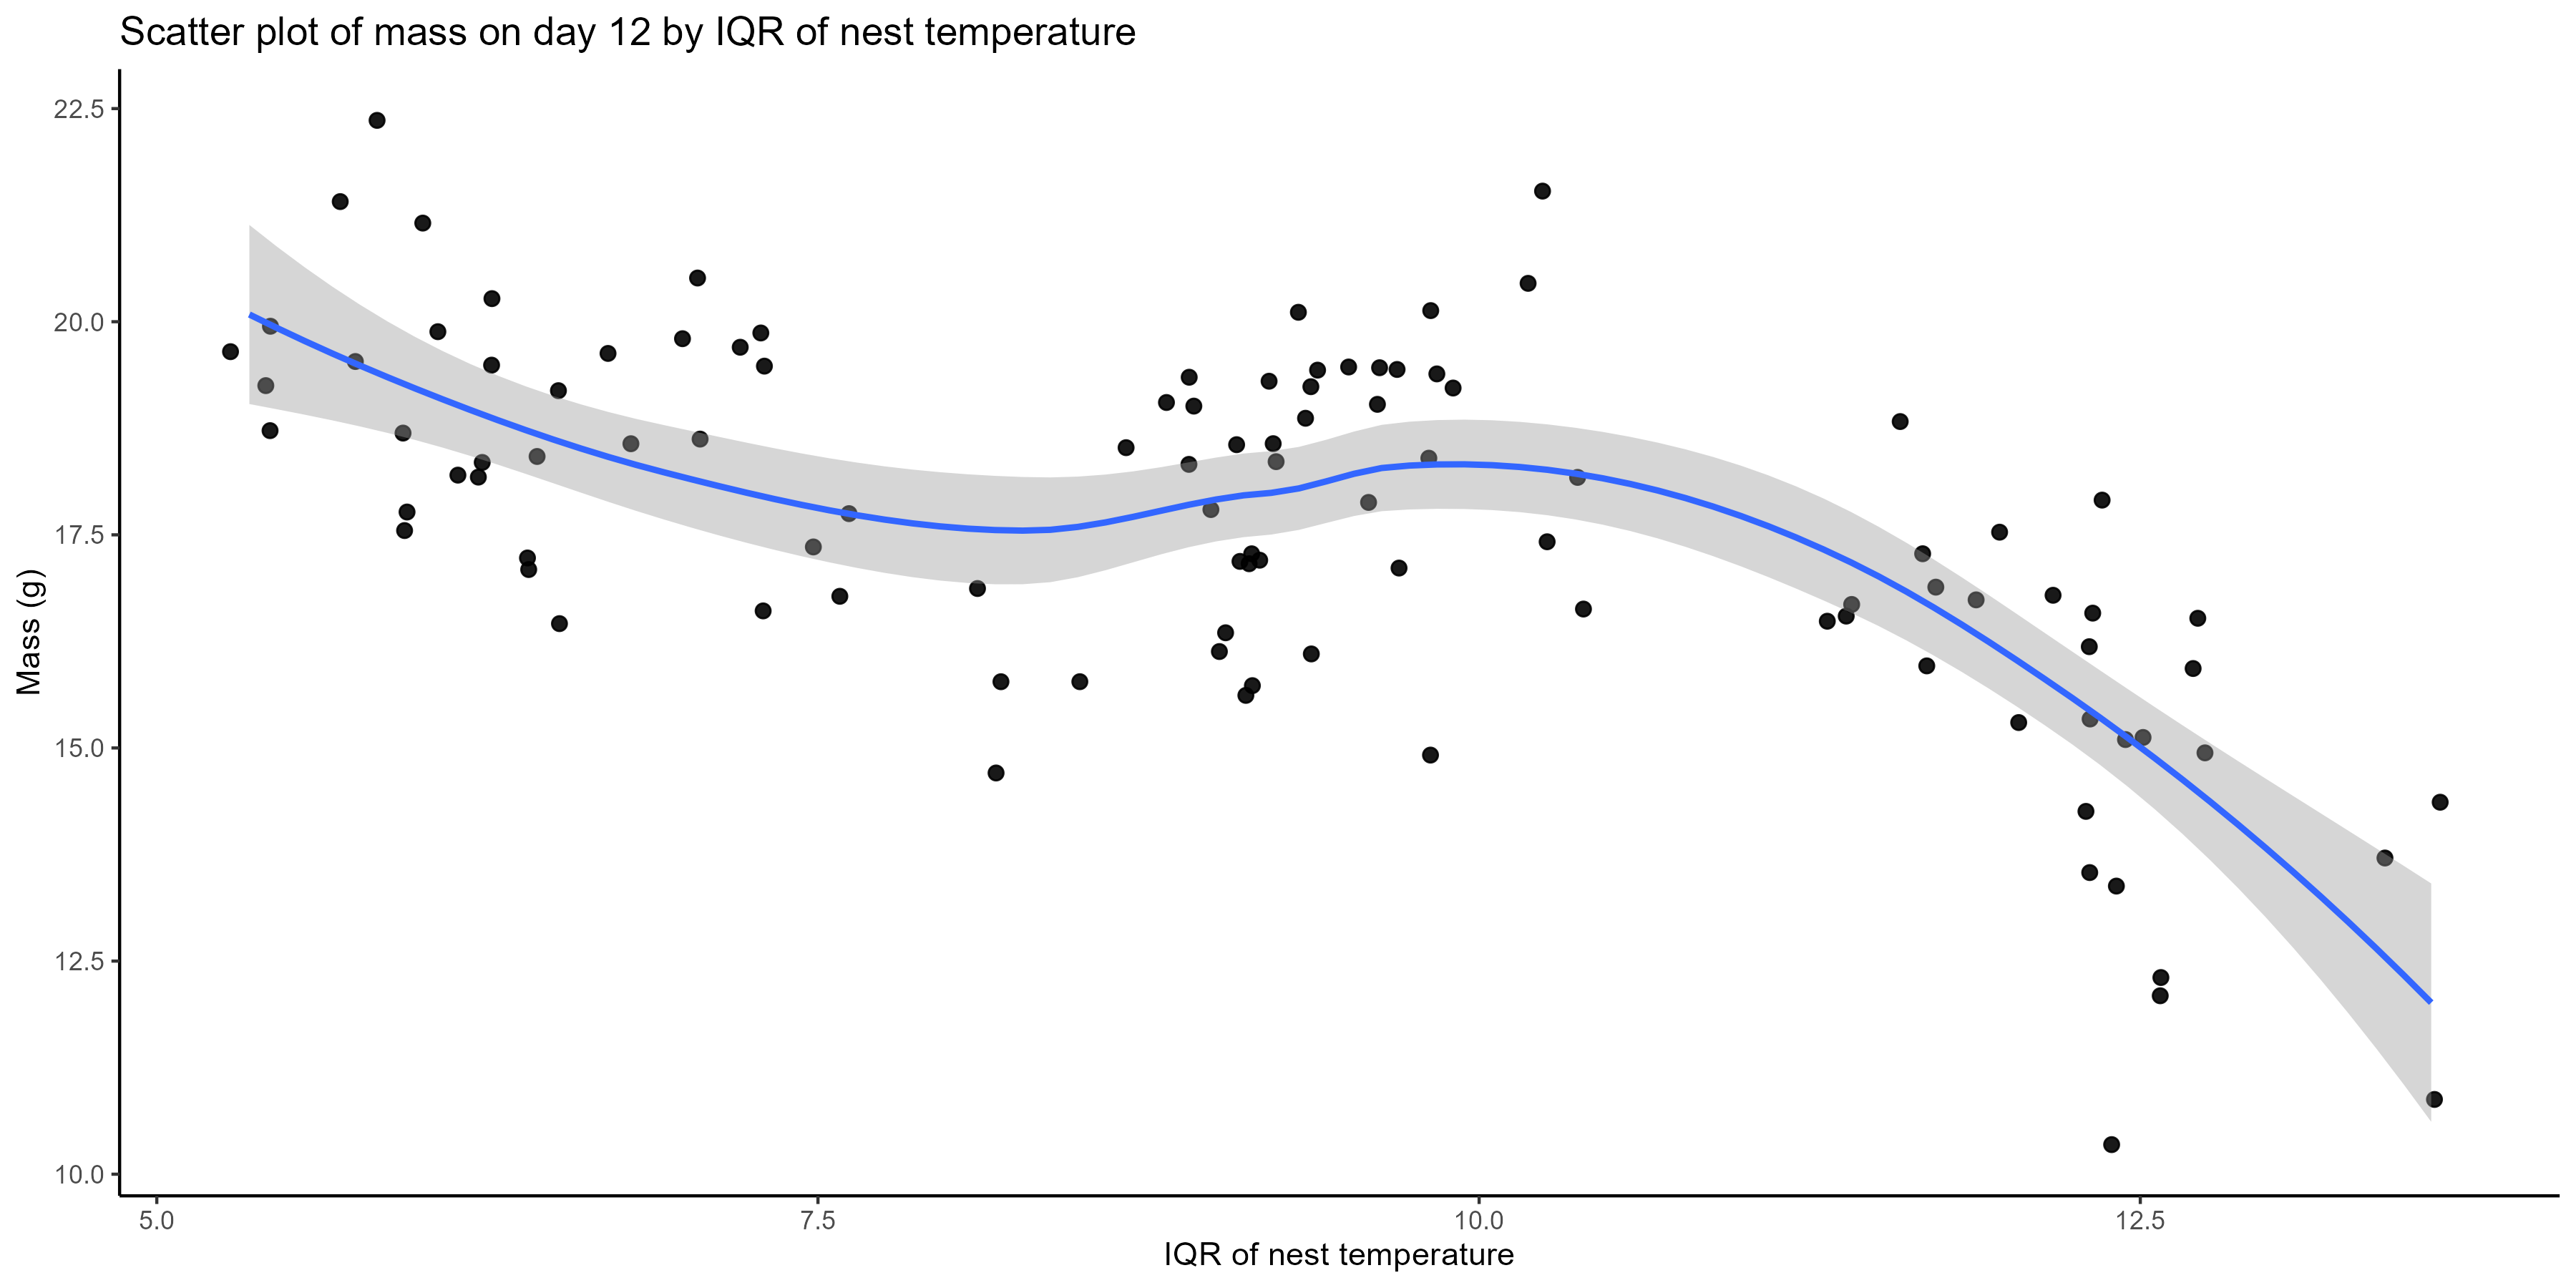 Scatter plot of mass on day 12 by IQR of nest temperature
22.5
20.0
17.5
15.0
12.5
10.0
Mass (g)
5.0 7.5 10.0 12.5
IQR of nest temperature